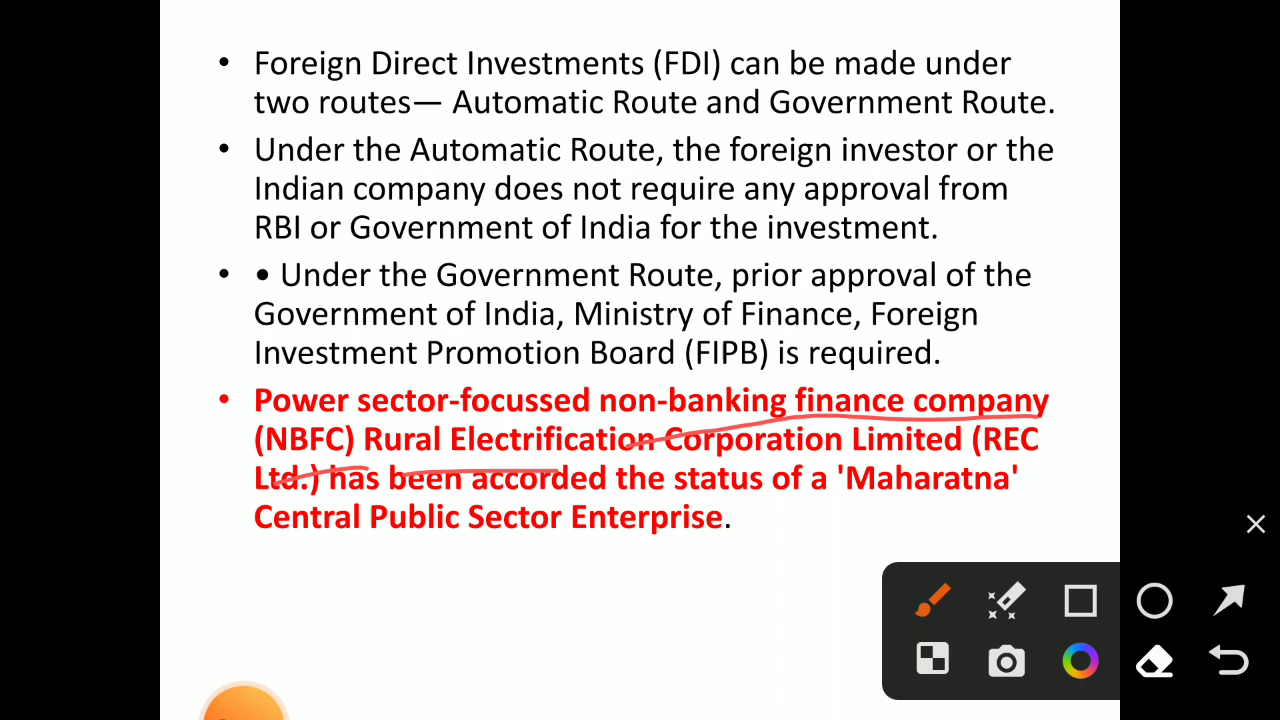 • Foreign Direct Investments (FDI) can be made under
two routes— Automatic Route and Government Route.
• Under the Automatic Route, the foreign investor or the
Indian company does not require any approval from
RBI or Government of India for the investment.
• • Under the Government Route, prior approval of the
Government of India, Ministry of Finance, Foreign
Investment Promotion Board (FIPB) is required.
• Power sector-focussed non-banking finance company
(NBFC) Rural Electrification Corporation Limited (REC
Ltd.) has been accorded the status of a 'Maharatna'
Central Public Sector Enterprise.